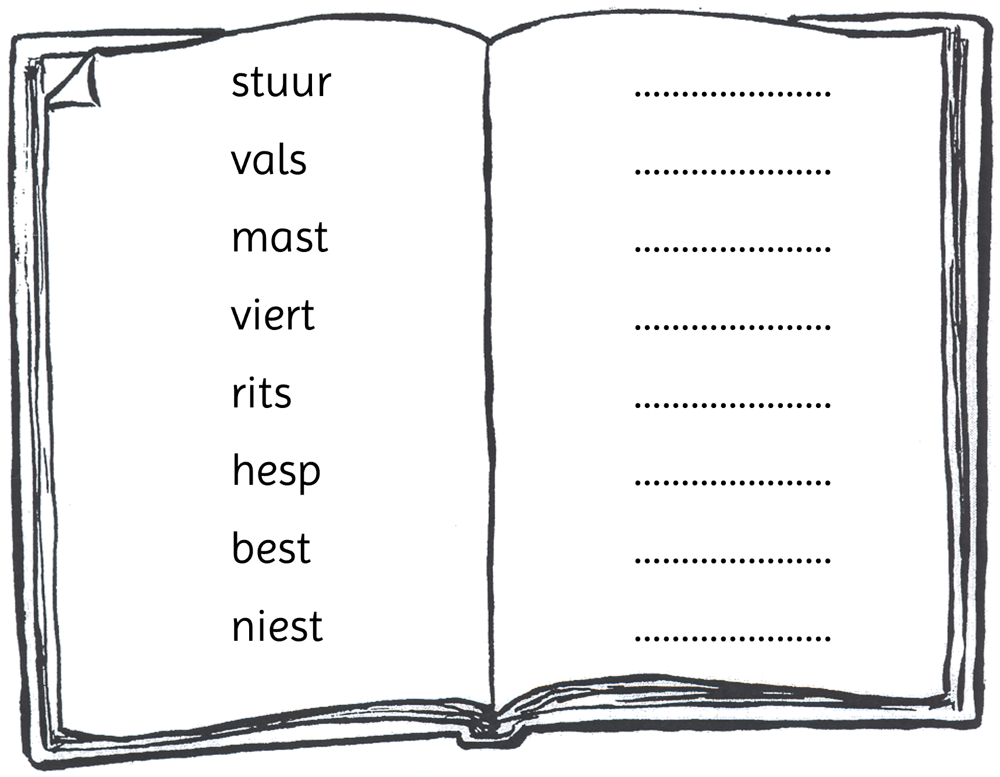 stuur .....................
vals .....................
mast .....................
viert .....................
rits .....................
hesp .....................
best .....................
niest .....................